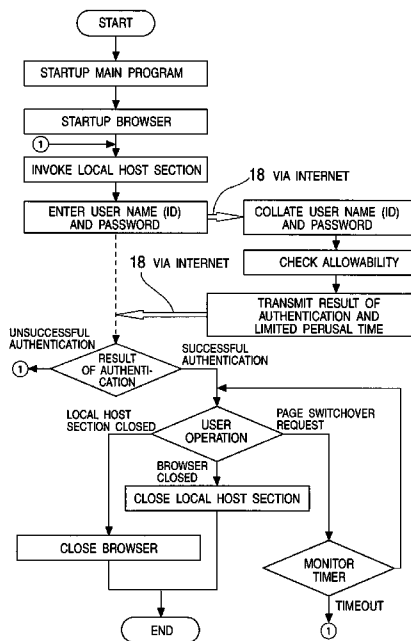 START
STARTUP MAIN PROGRAM
STARTUP BROWSER
1
INVOKE LOCAL HOST SECTION
18 VIA INTERNET
ENTER USER NAME (ID)
AND PASSWORD
COLLATE USER NAME (ID)
AND PASSWORD
CHECK ALLOWABILITY
18 VIA INTERNET
TRANSMIT RESULT OF
AUTHENTICATION AND
LIMITED PERUSAL TIME
UNSUCCESSFUL
AUTHENTICATION
1
RESULT
OF AUTHENTI-
CATION
SUCCESSFUL
AUTHENTICATION
LOCAL HOST
SECTION CLOSED
USER
OPERATION
PAGE SWITCHOVER
REQUEST
BROWSER
CLOSED
CLOSE LOCAL HOST SECTION
CLOSE BROWSER
MONITOR
TIMER
TIMEOUT
1
END